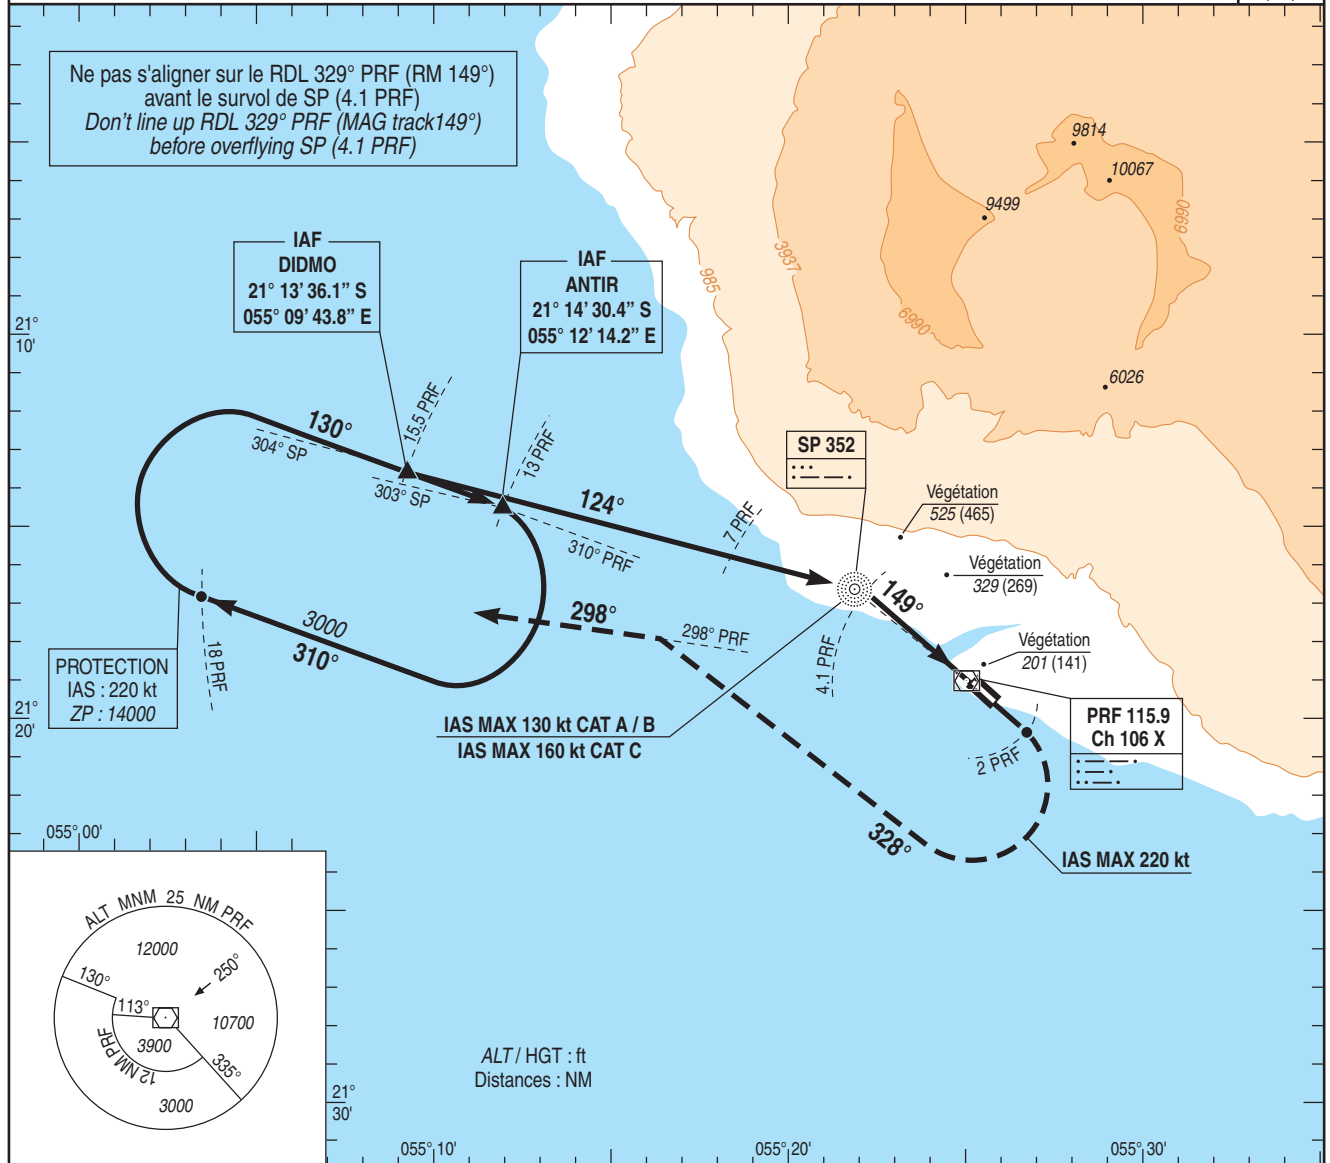 Ne pas s'aligner sur le RDL 329° PRF (RM 149°)
avant le survol de SP (4.1 PRF)
Don't line up RDL 329° PRF (MAG track149°)
before overflying SP (4.1 PRF)
9814
10067
9499
0669
3937
985
6990
6026
IAF
DIDMO
21° 13' 36.1" S
055° 09' 43.8" E
IAF
ANTIR
21° 14' 30.4" S
055° 12' 14.2" E
21°
10'
130°
304° SP
15.5 PRF
303° SP
13 PRF
124°
310° PRF
7 PRF
SP 352
Végétation
525 (465)
Végétation
329 (269)
149°
Végétation
201 (141)
298°
298° PRF
4.1 PRF
3000
310°
18 PRF
PROTECTION
IAS : 220 kt
ZP : 14000
21°
20'
IAS MAX 130 kt CAT A / B
IAS MAX 160 kt CAT C
PRF 115.9
Ch 106 X
2 PRF
328°
IAS MAX 220 kt
055° 00'
ALT MNM 25 NM PRF
12000
250°
130°
113°
10700
3900
12 NM PRF
335°
3000
ALT / HGT : ft
Distances : NM
21°
30'
055° 10'
055° 20'
055° 30'